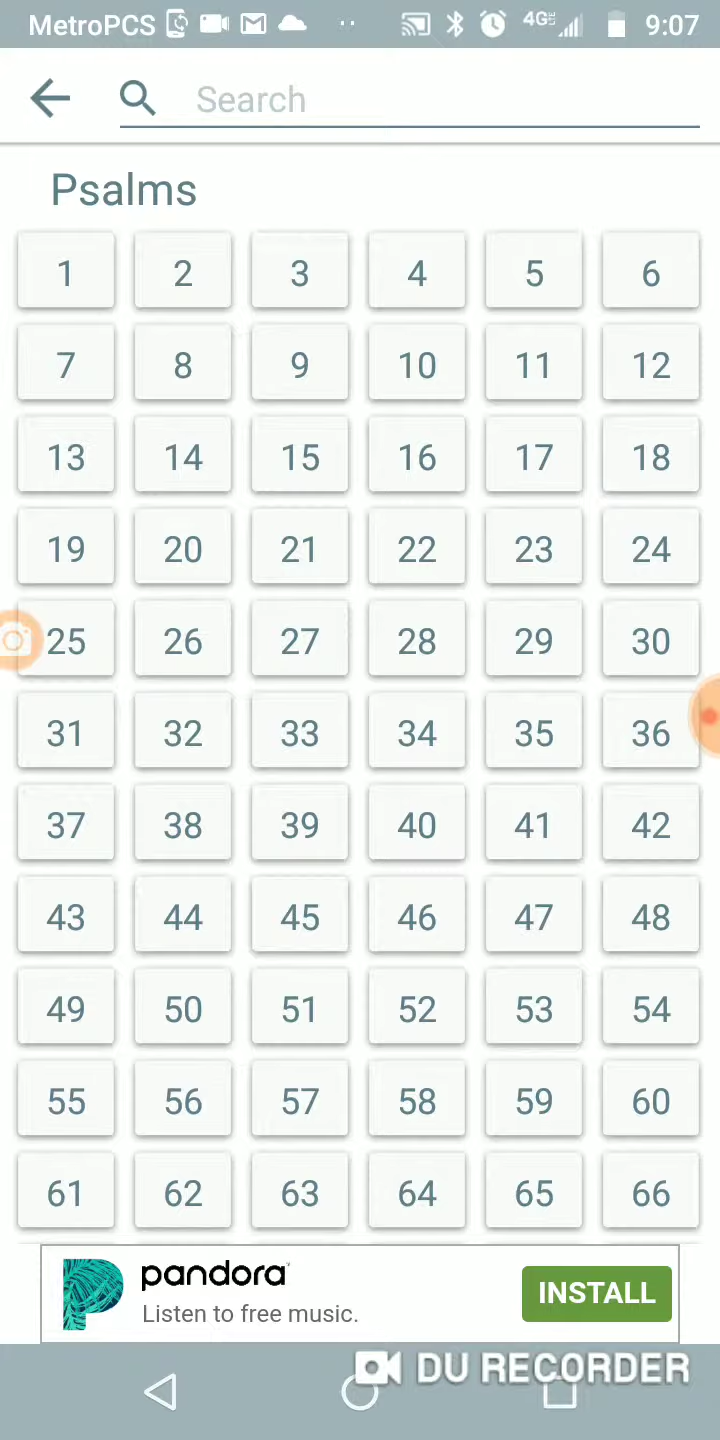 MetroPCS 4GLTE 9:07
Search
Psalms
1 2 3 4 5 6
7 8 9 10 11 12
13 14 15 16 17 18
19 20 21 22 23 24
25 26 27 28 29 30
31 32 33 34 35 36
37 38 39 40 41 42
43 44 45 46 47 48
49 50 51 52 53 54
55 56 57 58 59 60
61 62 63 64 65 66
pandora
Listen to free music.
INSTALL
DU RECORDER